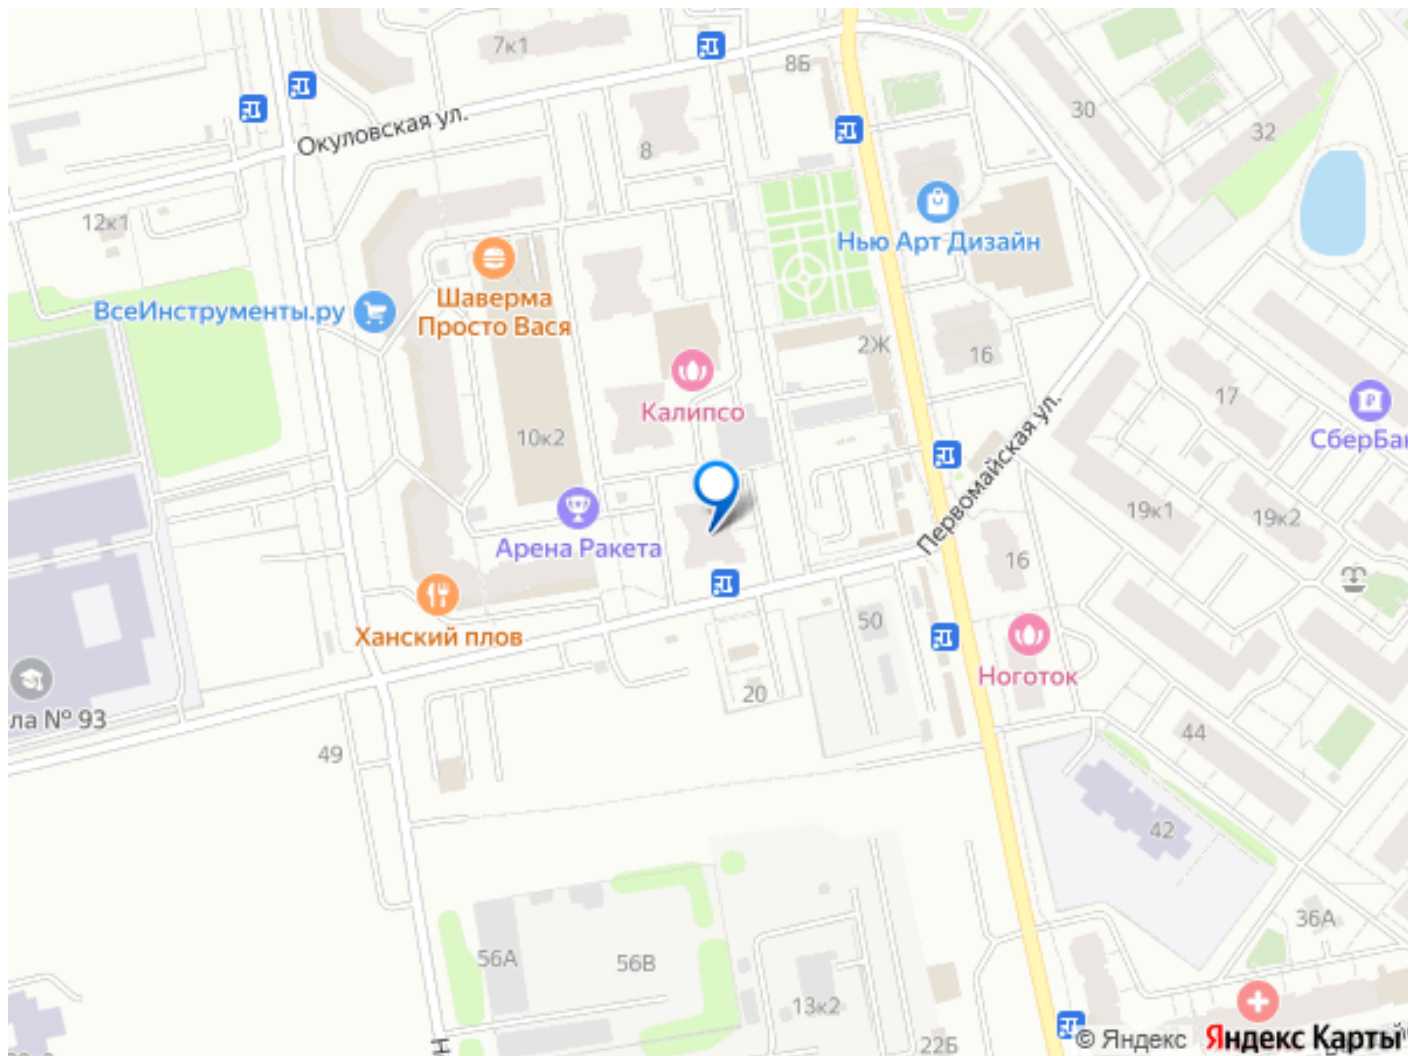 7к1
8Б
30
32
Окуловская ул.
8
12к1
Нью Арт Дизайн
ВсеИнструменты.ру
Шаверма
Просто Вася
2Ж
16
17
Калипсо
10к2
СберБан
Первомайская ул.
19к1
19к2
Арена Ракета
16
Ханский плов
50
Ноготок
20
ла № 93
49
44
42
36А
56А
56В
13к2
22Б
© Яндекс
Яндекс Карты